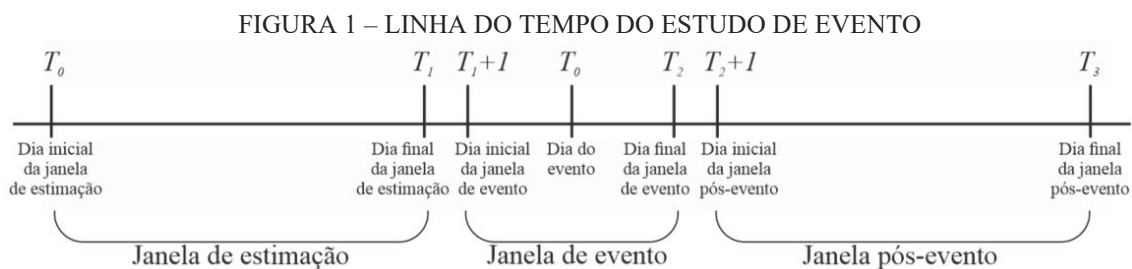 FIGURA 1 – LINHA DO TEMPO DO ESTUDO DE EVENTO
T₀ T₁ T₁+1 T₀ T₂ T₂+1 T₃
Dia inicial da janela de estimação
Dia final da janela de estimação
Dia inicial da janela de evento
Dia do evento
Dia final da janela de evento
Dia inicial da janela pós-evento
Dia final da janela pós-evento
Janela de estimação Janela de evento Janela pós-evento